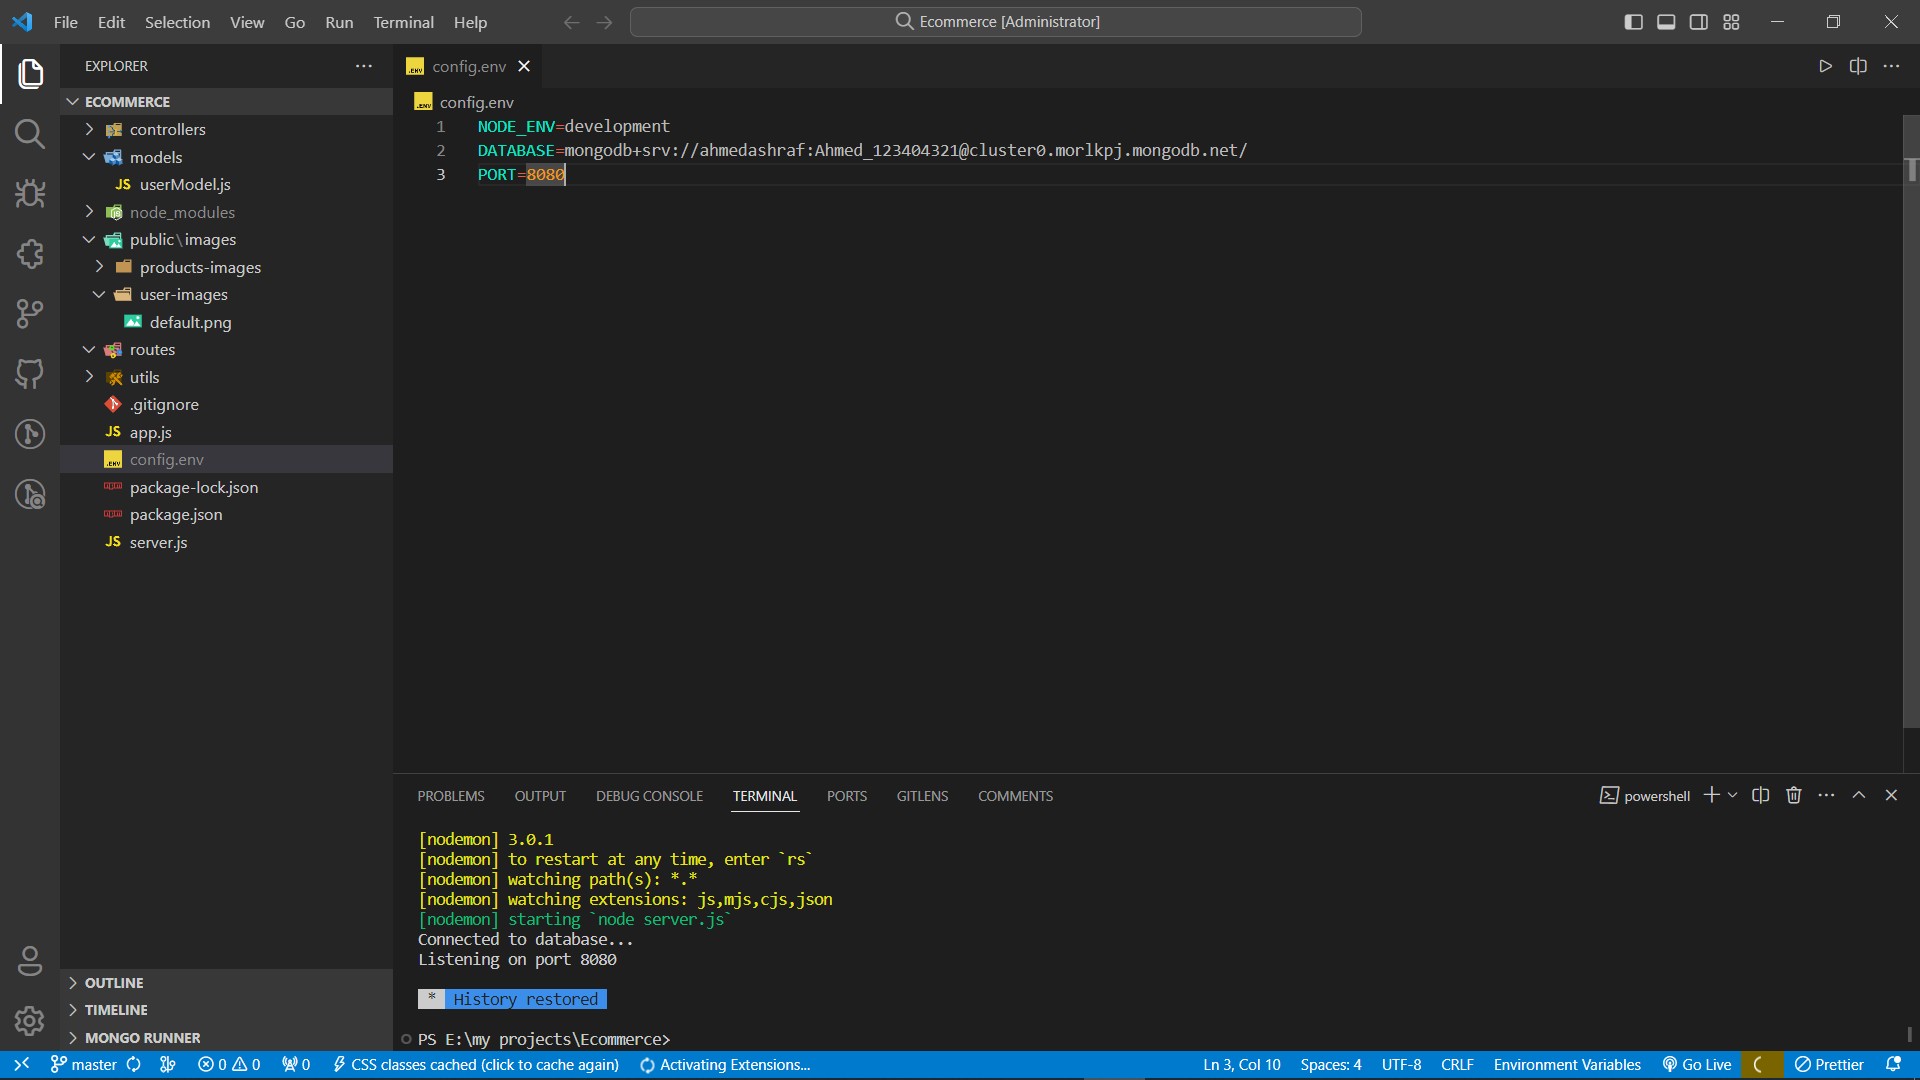 File Edit Selection View Go Run Terminal Help
Ecommerce [Administrator]
EXPLORER
ECOMMERCE
controllers
models
JS userModel.js
node_modules
public\images
products-images
user-images
default.png
routes
utils
.gitignore
JS app.js
config.env
package-lock.json
package.json
JS server.js
OUTLINE
TIMELINE
MONGO RUNNER
config.env
config.env
1 NODE_ENV=development
2 DATABASE=mongodb+srv://ahmedashraf:Ahmed_123404321@cluster0.morlkpj.mongodb.net/
3 PORT=8080
PROBLEMS OUTPUT DEBUG CONSOLE TERMINAL PORTS GITLENS COMMENTS
powershell
[nodemon] 3.0.1
[nodemon] to restart at any time, enter `rs`
[nodemon] watching path(s): *.*
[nodemon] watching extensions: js,mjs,cjs,json
[nodemon] starting `node server.js`
Connected to database...
Listening on port 8080
* History restored
PS E:\my projects\Ecommerce>
master 0 0 0 CSS classes cached (click to cache again) Activating Extensions... Ln 3, Col 10 Spaces: 4 UTF-8 CRLF Environment Variables Go Live Prettier